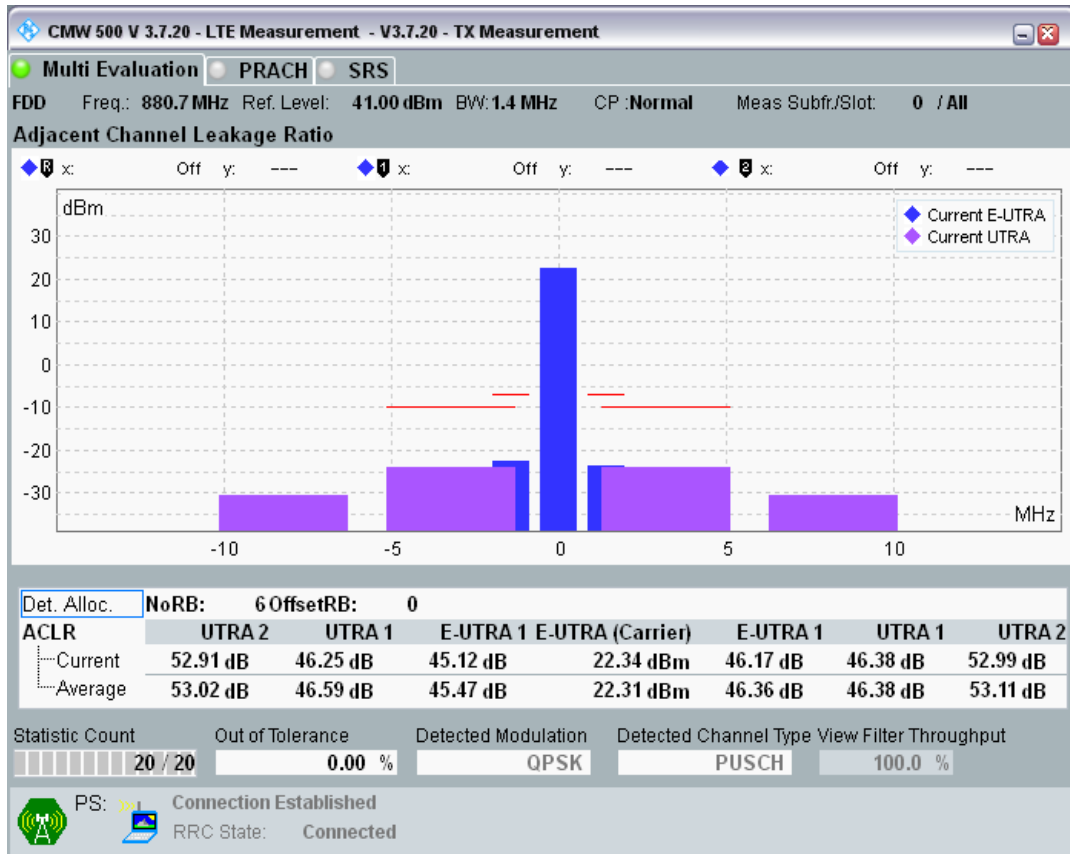 CMW 500 V 3.7.20 - LTE Measurement - V3.7.20 - TX Measurement
Multi Evaluation PRACH SRS
FDD Freq.: 880.7 MHz Ref. Level: 41.00 dBm BW: 1.4 MHz CP :Normal Meas Subfr./Slot: 0 / All
Adjacent Channel Leakage Ratio
R x: Off y: --- 1 x: Off y: --- 2 x: Off y: ---
dBm
Current E-UTRA
Current UTRA
30
20
10
0
-10
-20
-30
MHz
-10 -5 0 5 10
Det. Alloc. NoRB: 6 OffsetRB: 0
ACLR UTRA 2 UTRA 1 E-UTRA 1 E-UTRA (Carrier) E-UTRA 1 UTRA 1 UTRA 2
Current 52.91 dB 46.25 dB 45.12 dB 22.34 dBm 46.17 dB 46.38 dB 52.99 dB
Average 53.02 dB 46.59 dB 45.47 dB 22.31 dBm 46.36 dB 46.38 dB 53.11 dB
Statistic Count Out of Tolerance Detected Modulation Detected Channel Type View Filter Throughput
20 / 20 0.00 % QPSK PUSCH 100.0 %
PS: Connection Established
RRC State: Connected